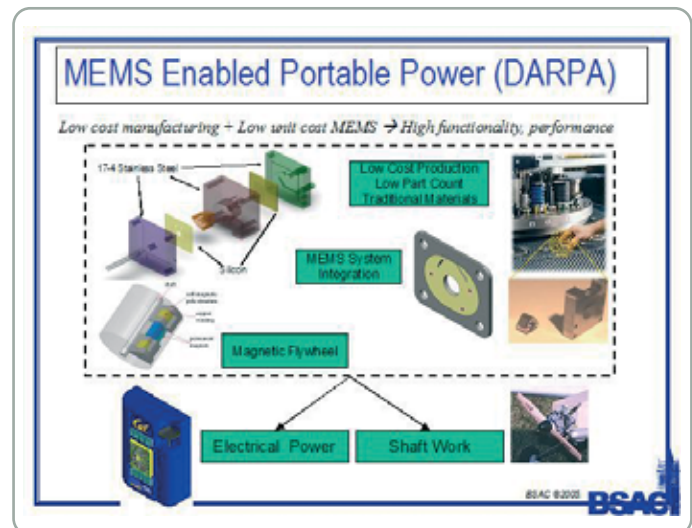 MEMS Enabled Portable Power (DARPA)
Low cost manufacturing + Low unit cost MEMS → High functionality, performance
17-4 Stainless Steel
Low Cost Production
Low Part Count
Traditional Materials
MEMS System
Integration
Silicon
Magnetic Flywheel
Electrical Power
Shaft Work
BSAC ©2005
BSAC